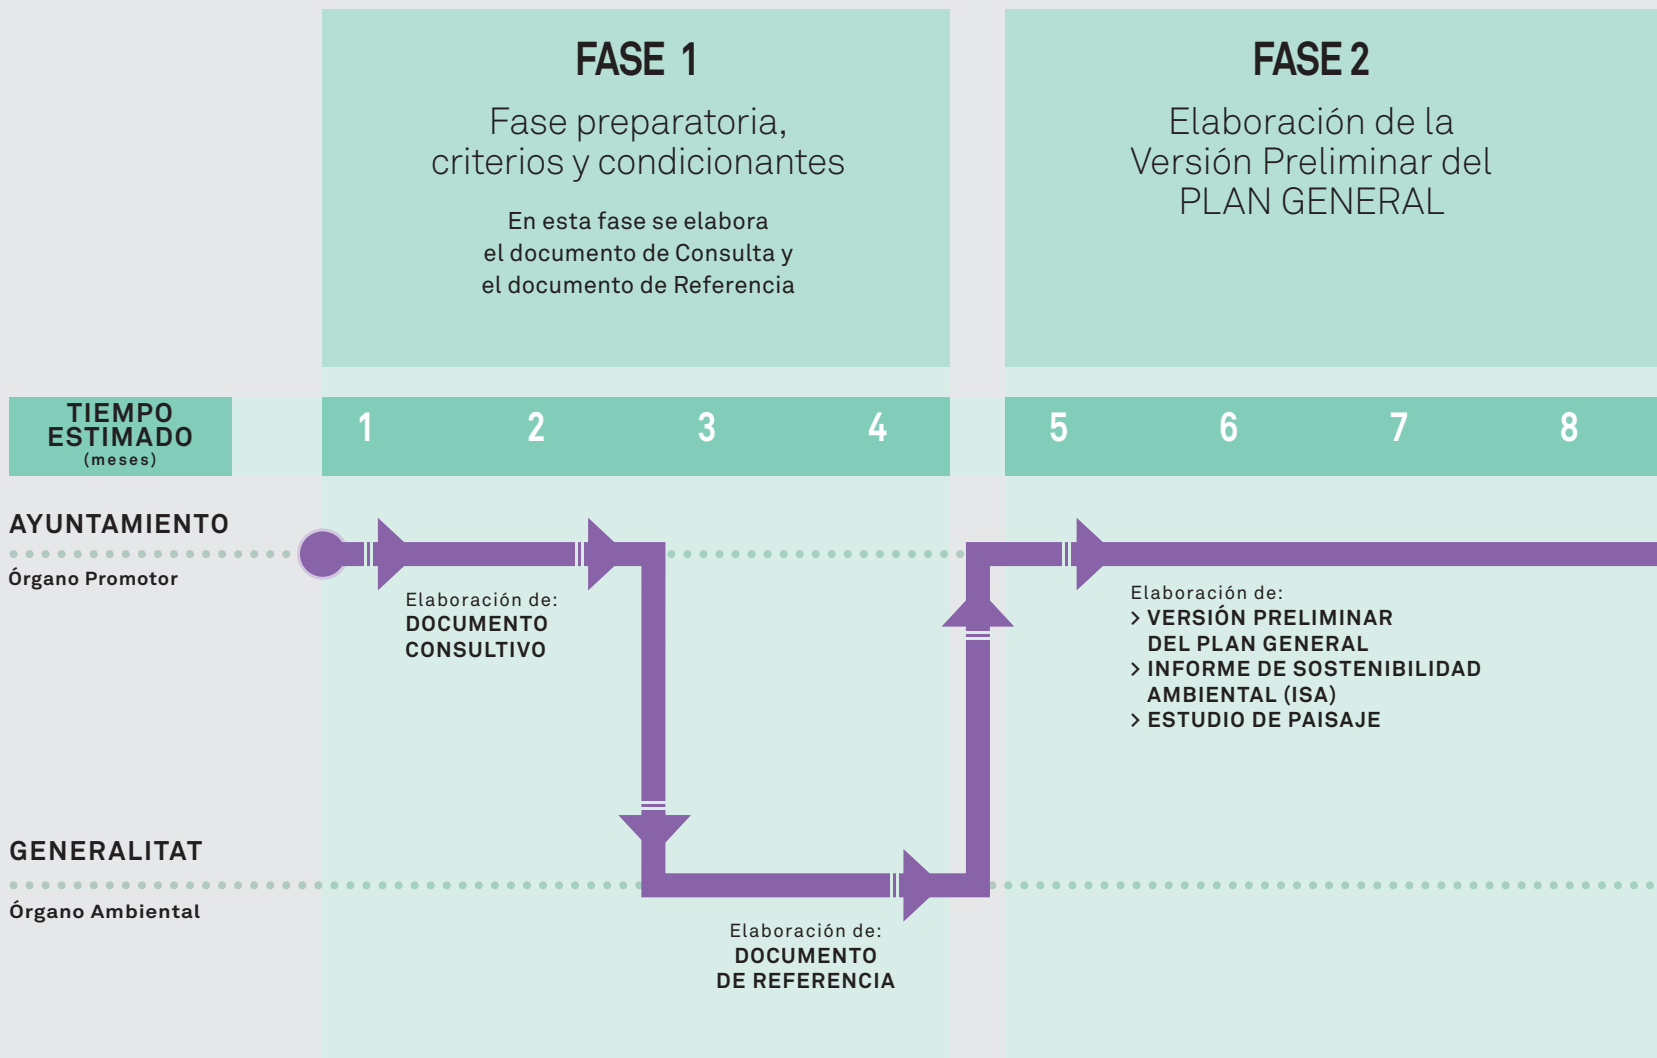 FASE 1
Fase preparatoria,
criterios y condicionantes
En esta fase se elabora
el documento de Consulta y
el documento de Referencia
FASE 2
Elaboración de la
Versión Preliminar del
PLAN GENERAL
TIEMPO
ESTIMADO
(meses)
1 2 3 4 5 6 7 8
AYUNTAMIENTO
Órgano Promotor
Elaboración de:
DOCUMENTO
CONSULTIVO
Elaboración de:
> VERSIÓN PRELIMINAR
DEL PLAN GENERAL
> INFORME DE SOSTENIBILIDAD
AMBIENTAL (ISA)
> ESTUDIO DE PAISAJE
GENERALITAT
Órgano Ambiental
Elaboración de:
DOCUMENTO
DE REFERENCIA